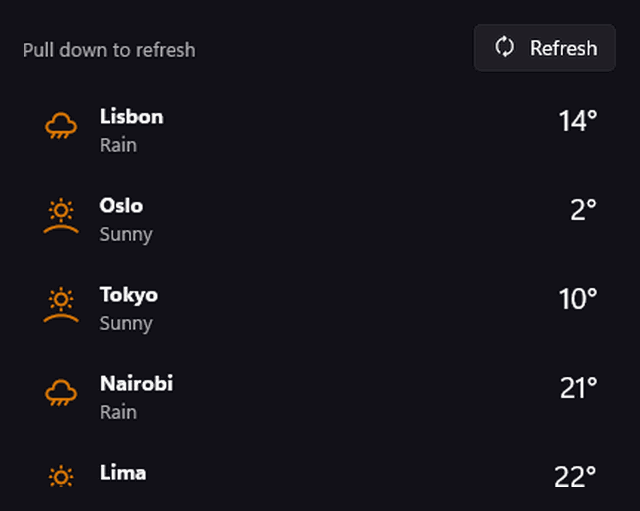 Pull down to refresh
Refresh
Lisbon
14°
Rain
Oslo
2°
Sunny
Tokyo
10°
Sunny
Nairobi
21°
Rain
Lima
22°